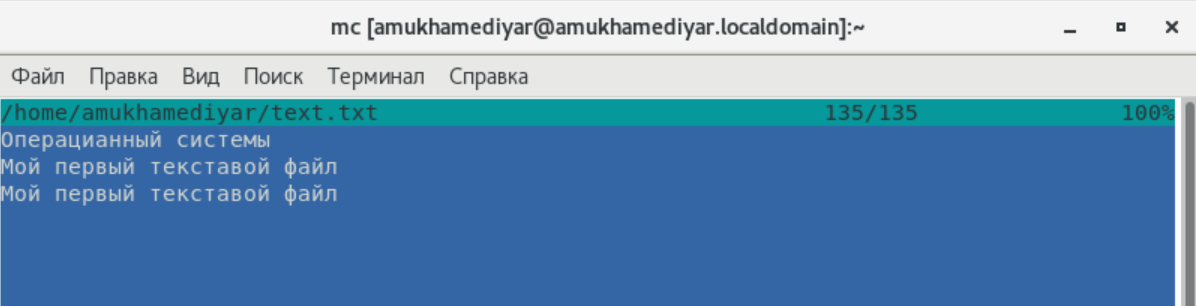 mc [amukhamediyar@amukhamediyar.localdomain]:~
Файл Правка Вид Поиск Терминал Справка
/home/amukhamediyar/text.txt 135/135 100%
Операцианный системы
Мой первый текставой файл
Мой первый текставой файл